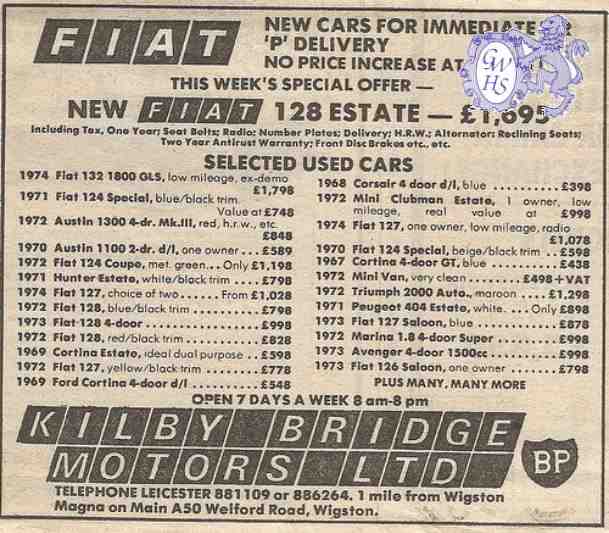 FIAT
NEW CARS FOR IMMEDIATE
'P' DELIVERY
NO PRICE INCREASE AT
THIS WEEK'S SPECIAL OFFER —
NEW FIAT 128 ESTATE — £1,695
Including Tax, One Year; Seat Belts; Radio; Number Plates; Delivery; H.R.W.; Alternator; Reclining Seats;
Two Year Antirust Warranty; Front Disc Brakes etc., etc.
SELECTED USED CARS
1974 Fiat 132 1800 GLS, low mileage, ex-demo
£1,798
1971 Fiat 124 Special, blue/black trim.
Value at £748
1972 Austin 1300 4-dr. Mk.III, red, h.r.w., etc.
£848
1970 Austin 1100 2-dr. d/l, one owner ... £589
1972 Fiat 124 Coupe, met. green... Only £1,198
1971 Hunter Estate, white/black trim .... £798
1974 Fiat 127, choice of two ..... From £1,028
1972 Fiat 128, blue/black trim .......... £798
1973 Fiat 128 4-door .................... £998
1972 Fiat 128, red/black trim ........... £828
1969 Cortina Estate, ideal dual purpose .. £598
1972 Fiat 127, yellow/black trim ........ £778
1969 Ford Cortina 4-door d/l ............ £548
1968 Corsair 4 door d/l, blue ........... £398
1972 Mini Clubman Estate, 1 owner, low
mileage, real value at £998
1974 Fiat 127, one owner, low mileage, radio
£1,078
1970 Fiat 124 Special, beige/black trim .. £598
1967 Cortina 4-door GT, blue ............ £438
1972 Mini Van, very clean ........ £498+VAT
1972 Triumph 2000 Auto., maroon ... £1,298
1971 Peugeot 404 Estate, white. ... Only £898
1973 Fiat 127 Saloon, blue .............. £878
1972 Marina 1.8 4-door Super ........... £998
1973 Avenger 4-door 1500cc ............. £998
1973 Fiat 126 Saloon, one owner ........ £798
PLUS MANY, MANY MORE
OPEN 7 DAYS A WEEK 8 am-8 pm
KILBY BRIDGE
MOTORS LTD
BP
TELEPHONE LEICESTER 881109 or 886264. 1 mile from Wigston
Magna on Main A50 Welford Road, Wigston.
GW
HS